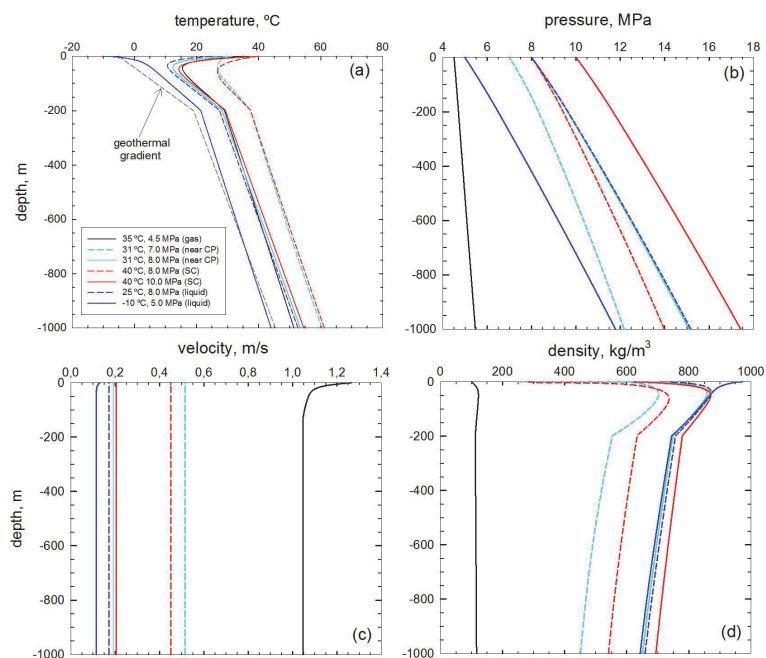 temperature, ºC
-20 0 20 40 60 80
0
-200
-400
-600
-800
-1000
depth, m
(a)
geothermal
gradient
35 ºC, 4.5 MPa (gas)
31 ºC, 7.0 MPa (near CP)
31 ºC, 8.0 MPa (near CP)
40 ºC, 8.0 MPa (SC)
40 ºC 10.0 MPa (SC)
25 ºC, 8.0 MPa (liquid)
-10 ºC, 5.0 MPa (liquid)
pressure, MPa
4 6 8 10 12 14 16 18
0
-200
-400
-600
-800
-1000
(b)
velocity, m/s
0,0 0,2 0,4 0,6 0,8 1,0 1,2 1,4
0
-200
-400
-600
-800
-1000
depth, m
(c)
density, kg/m³
0 200 400 600 800 1000
0
-200
-400
-600
-800
-1000
(d)